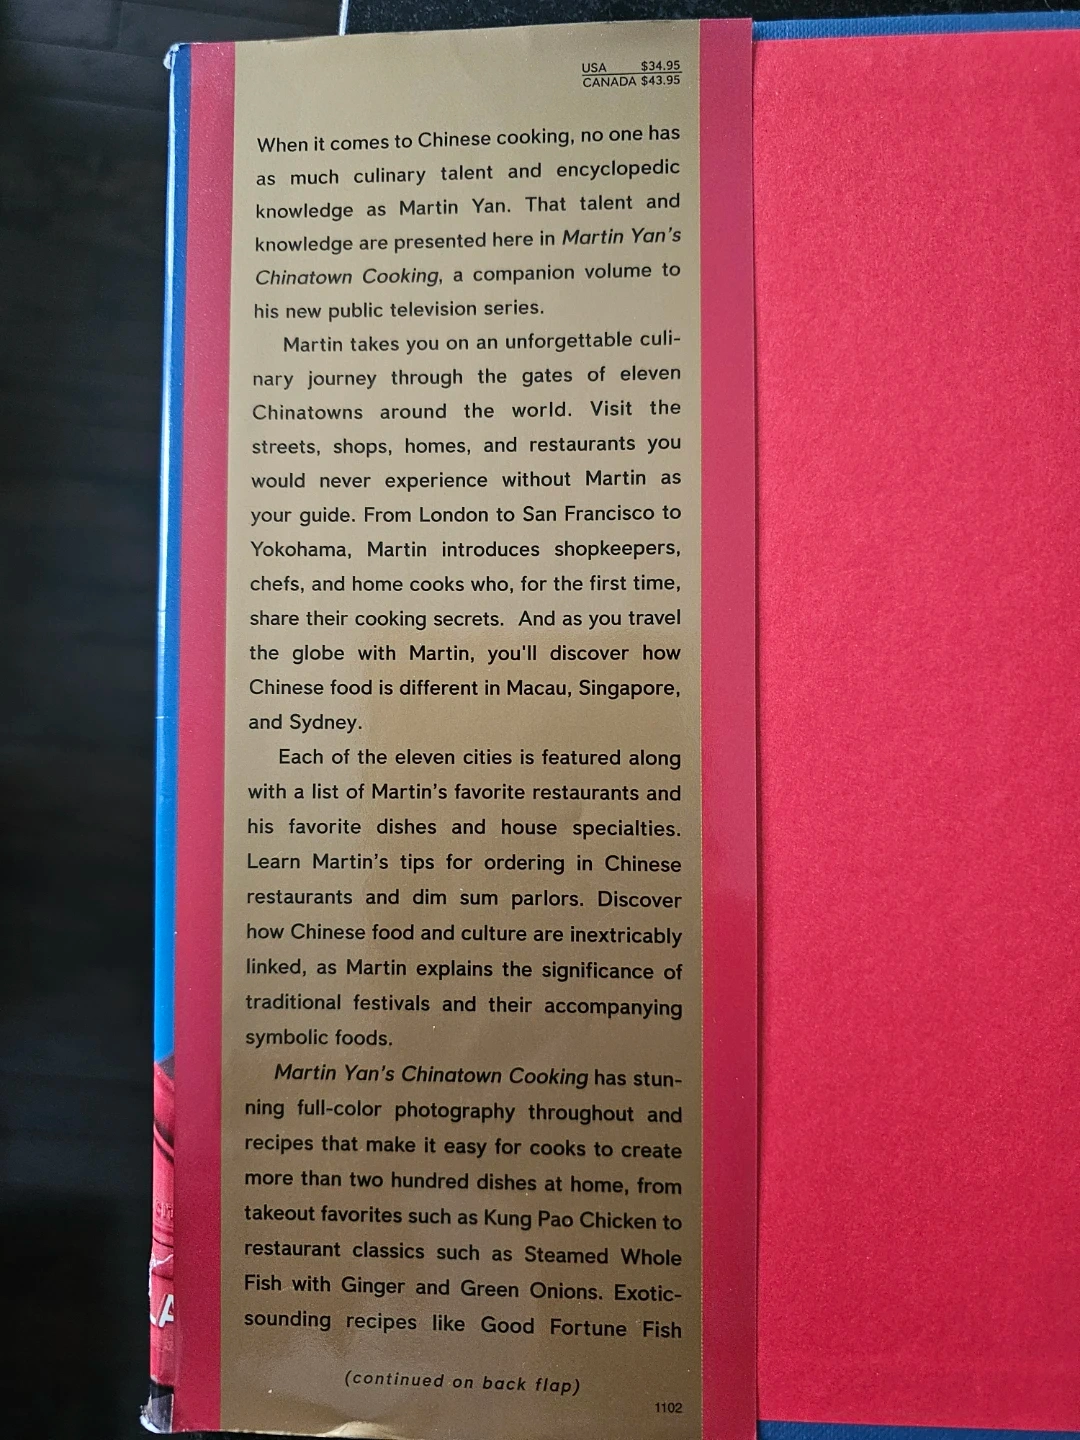 USA $34.95
CANADA $43.95
When it comes to Chinese cooking, no one has
as much culinary talent and encyclopedic
knowledge as Martin Yan. That talent and
knowledge are presented here in Martin Yan's
Chinatown Cooking, a companion volume to
his new public television series.
Martin takes you on an unforgettable culi-
nary journey through the gates of eleven
Chinatowns around the world. Visit the
streets, shops, homes, and restaurants you
would never experience without Martin as
your guide. From London to San Francisco to
Yokohama, Martin introduces shopkeepers,
chefs, and home cooks who, for the first time,
share their cooking secrets. And as you travel
the globe with Martin, you'll discover how
Chinese food is different in Macau, Singapore,
and Sydney.
Each of the eleven cities is featured along
with a list of Martin's favorite restaurants and
his favorite dishes and house specialties.
Learn Martin's tips for ordering in Chinese
restaurants and dim sum parlors. Discover
how Chinese food and culture are inextricably
linked, as Martin explains the significance of
traditional festivals and their accompanying
symbolic foods.
Martin Yan's Chinatown Cooking has stun-
ning full-color photography throughout and
recipes that make it easy for cooks to create
more than two hundred dishes at home, from
takeout favorites such as Kung Pao Chicken to
restaurant classics such as Steamed Whole
Fish with Ginger and Green Onions. Exotic-
sounding recipes like Good Fortune Fish
(continued on back flap)
1102